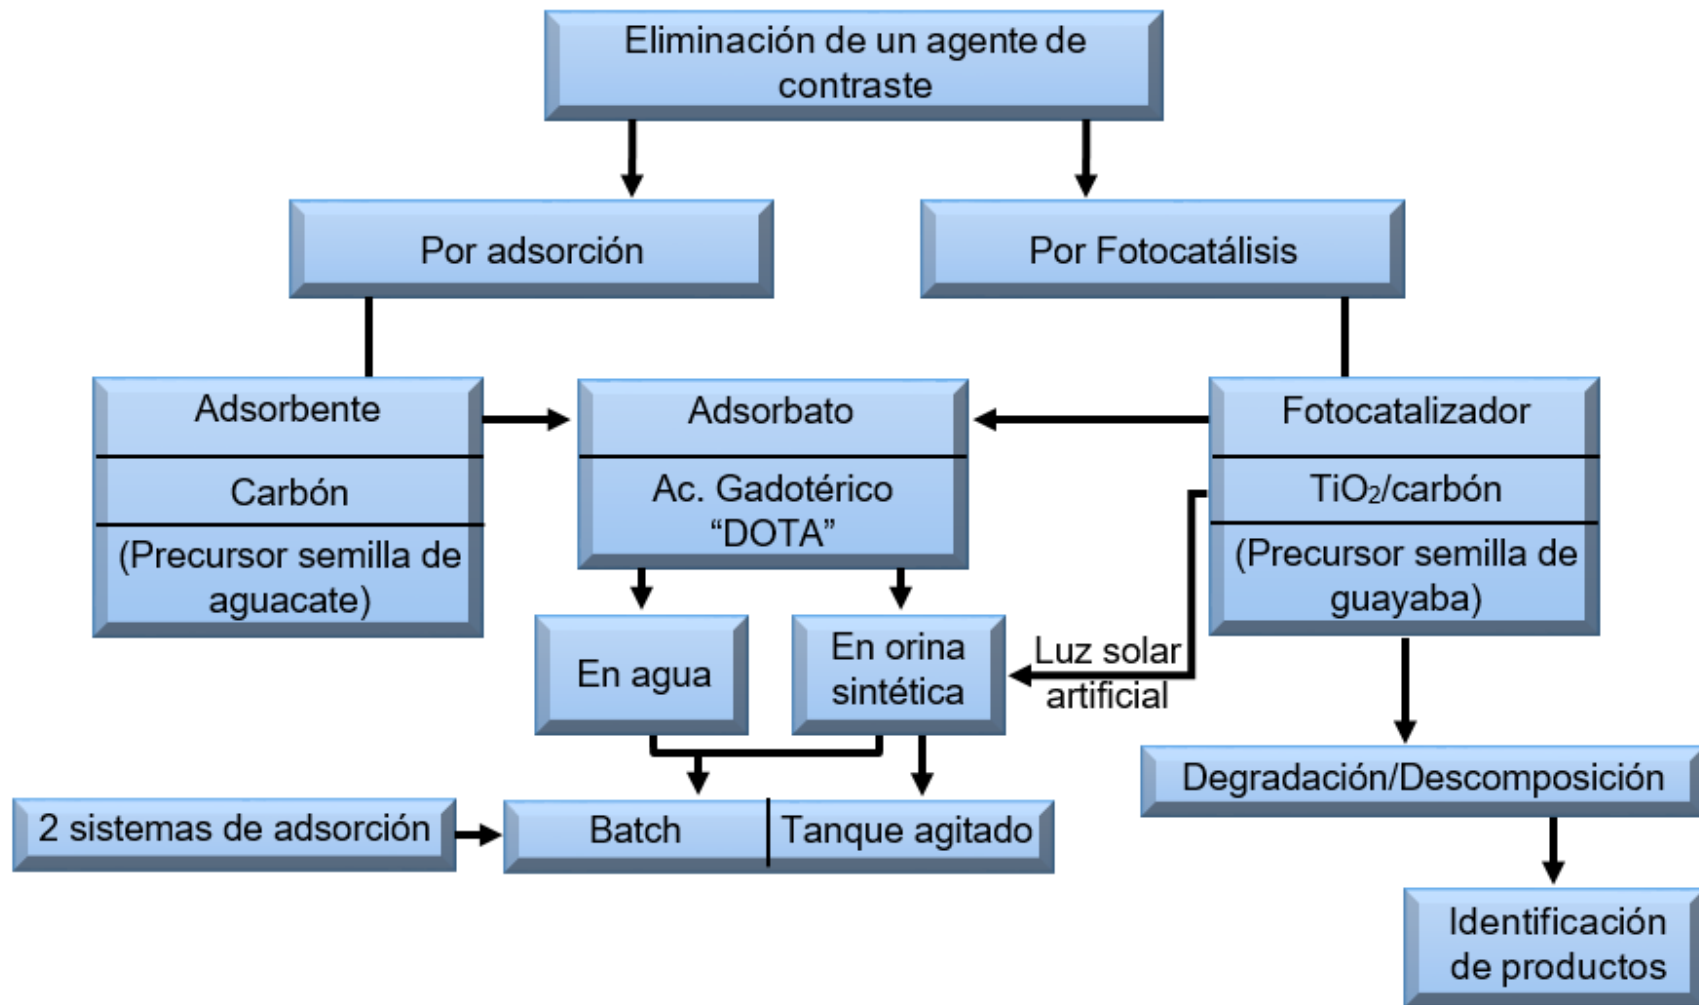 Eliminación de un agente de
contraste
Por adsorción
Por Fotocatálisis
Adsorbente
Carbón
(Precursor semilla de
aguacate)
Adsorbato
Ac. Gadotérico
“DOTA”
Fotocatalizador
TiO₂/carbón
(Precursor semilla de
guayaba)
En agua
En orina
sintética
Luz solar
artificial
Degradación/Descomposición
2 sistemas de adsorción
Batch
Tanque agitado
Identificación
de productos